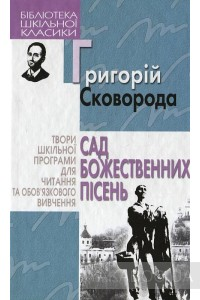 БІБЛІОТЕКА
ШКІЛЬНОЇ
КЛАСИКИ
Григорій
Сковорода
ТВОРИ
ШКІЛЬНОЇ
ПРОГРАМИ
ДЛЯ
ЧИТАННЯ
ТА ОБОВ'ЯЗКОВОГО
ВИВЧЕННЯ
САД
БОЖЕСТВЕННИХ
ПІСЕНЬ